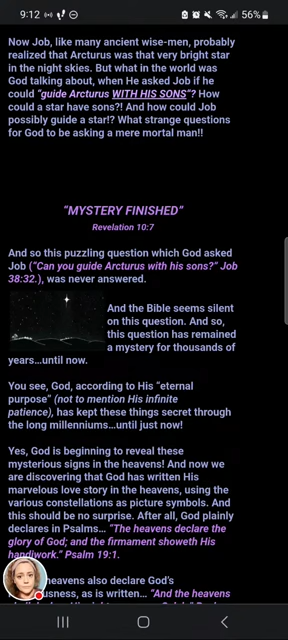 9:12
Now Job, like many ancient wise-men, probably
realized that Arcturus was that very bright star
in the night skies. But what in the world was
God talking about, when He asked Job if he
could “guide Arcturus WITH HIS SONS”? How
could a star have sons?! And how could Job
possibly guide a star!? What strange questions
for God to be asking a mere mortal man!!
“MYSTERY FINISHED”
Revelation 10:7
And so this puzzling question which God asked
Job (“Can you guide Arcturus with his sons?” Job
38:32.), was never answered.
And the Bible seems silent
on this question. And so,
this question has remained
a mystery for thousands of
years…until now.
You see, God, according to His “eternal
purpose” (not to mention His infinite
patience), has kept these things secret through
the long millenniums…until just now!
Yes, God is beginning to reveal these
mysterious signs in the heavens! And now we
are discovering that God has written His
marvelous love story in the heavens, using the
various constellations as picture symbols. And
this should be no surprise. After all, God plainly
declares in Psalms… “The heavens declare the
glory of God; and the firmament showeth His
handiwork.” Psalm 19:1.
heavens also declare God’s
as is written… “And the heavens